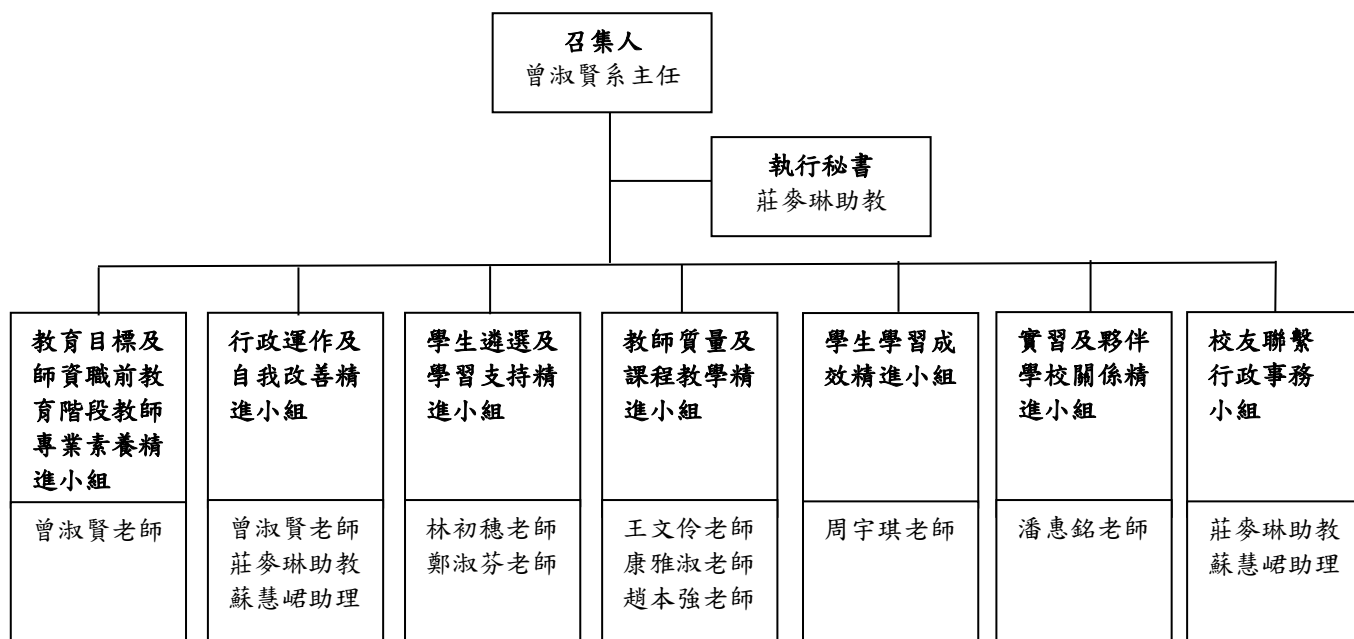 召集人
曾淑賢系主任
執行秘書
莊麥琳助教
教育目標及
師資職前教
育階段教師
專業素養精
進小組
曾淑賢老師
行政運作及
自我改善精
進小組
曾淑賢老師
莊麥琳助教
蘇慧峮助理
學生遴選及
學習支持精
進小組
林初穗老師
鄭淑芬老師
教師質量及
課程教學精
進小組
王文伶老師
康雅淑老師
趙本強老師
學生學習成
效精進小組
周宇琪老師
實習及夥伴
學校關係精
進小組
潘惠銘老師
校友聯繫
行政事務
小組
莊麥琳助教
蘇慧峮助理